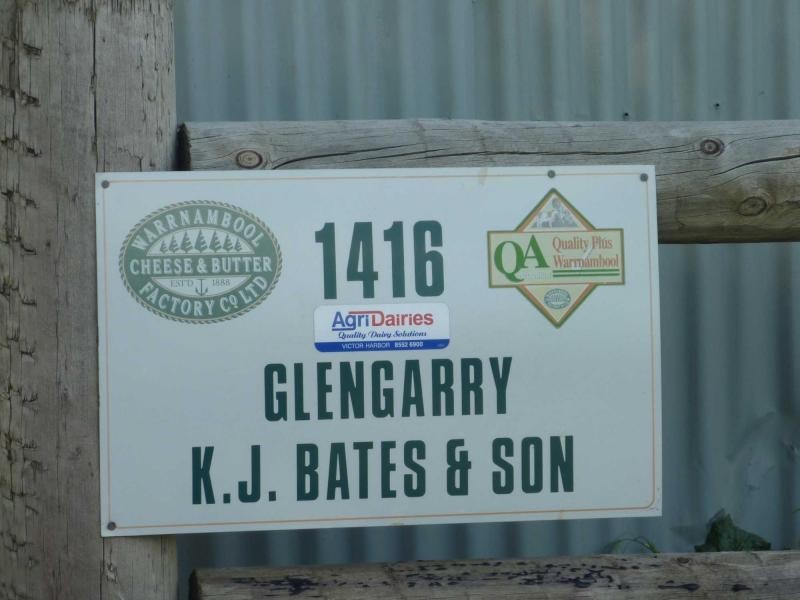 WARRNAMBOOL
CHEESE & BUTTER
EST'D 1888
FACTORY CO LTD
1416
QA
Quality Plus
Warrnambool
AgriDairies
Quality Dairy Solutions
VICTOR HARBOR 8552 6900
GLENGARRY
K.J. BATES & SON